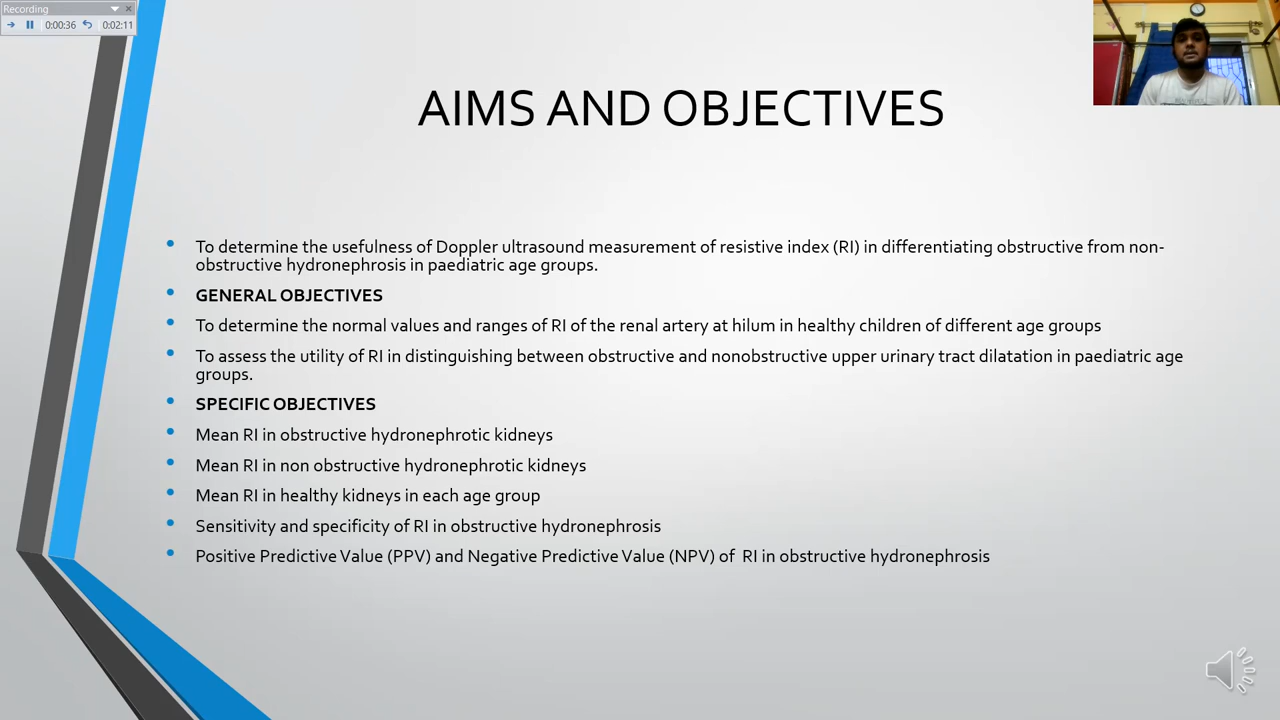 Recording
0:00:36
0:02:11
AIMS AND OBJECTIVES
• To determine the usefulness of Doppler ultrasound measurement of resistive index (RI) in differentiating obstructive from non-
obstructive hydronephrosis in paediatric age groups.
• GENERAL OBJECTIVES
• To determine the normal values and ranges of RI of the renal artery at hilum in healthy children of different age groups
• To assess the utility of RI in distinguishing between obstructive and nonobstructive upper urinary tract dilatation in paediatric age
groups.
• SPECIFIC OBJECTIVES
• Mean RI in obstructive hydronephrotic kidneys
• Mean RI in non obstructive hydronephrotic kidneys
• Mean RI in healthy kidneys in each age group
• Sensitivity and specificity of RI in obstructive hydronephrosis
• Positive Predictive Value (PPV) and Negative Predictive Value (NPV) of  RI in obstructive hydronephrosis